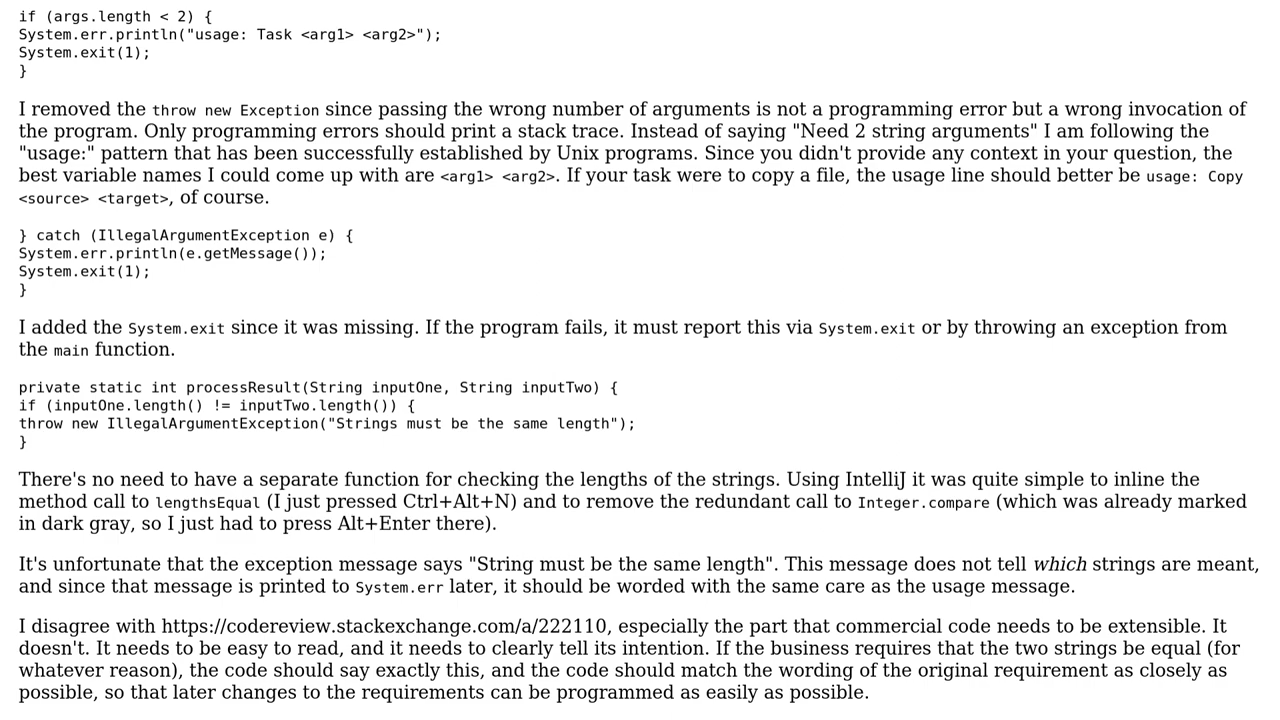 if (args.length < 2) {
System.err.println("usage: Task <arg1> <arg2>");
System.exit(1);
}
I removed the throw new Exception since passing the wrong number of arguments is not a programming error but a wrong invocation of
the program. Only programming errors should print a stack trace. Instead of saying "Need 2 string arguments" I am following the
"usage:" pattern that has been successfully established by Unix programs. Since you didn't provide any context in your question, the
best variable names I could come up with are <arg1> <arg2>. If your task were to copy a file, the usage line should better be usage: Copy
<source> <target>, of course.
} catch (IllegalArgumentException e) {
System.err.println(e.getMessage());
System.exit(1);
}
I added the System.exit since it was missing. If the program fails, it must report this via System.exit or by throwing an exception from
the main function.
private static int processResult(String inputOne, String inputTwo) {
if (inputOne.length() != inputTwo.length()) {
throw new IllegalArgumentException("Strings must be the same length");
}
There's no need to have a separate function for checking the lengths of the strings. Using IntelliJ it was quite simple to inline the
method call to lengthsEqual (I just pressed Ctrl+Alt+N) and to remove the redundant call to Integer.compare (which was already marked
in dark gray, so I just had to press Alt+Enter there).
It's unfortunate that the exception message says "String must be the same length". This message does not tell which strings are meant,
and since that message is printed to System.err later, it should be worded with the same care as the usage message.
I disagree with https://codereview.stackexchange.com/a/222110, especially the part that commercial code needs to be extensible. It
doesn't. It needs to be easy to read, and it needs to clearly tell its intention. If the business requires that the two strings be equal (for
whatever reason), the code should say exactly this, and the code should match the wording of the original requirement as closely as
possible, so that later changes to the requirements can be programmed as easily as possible.